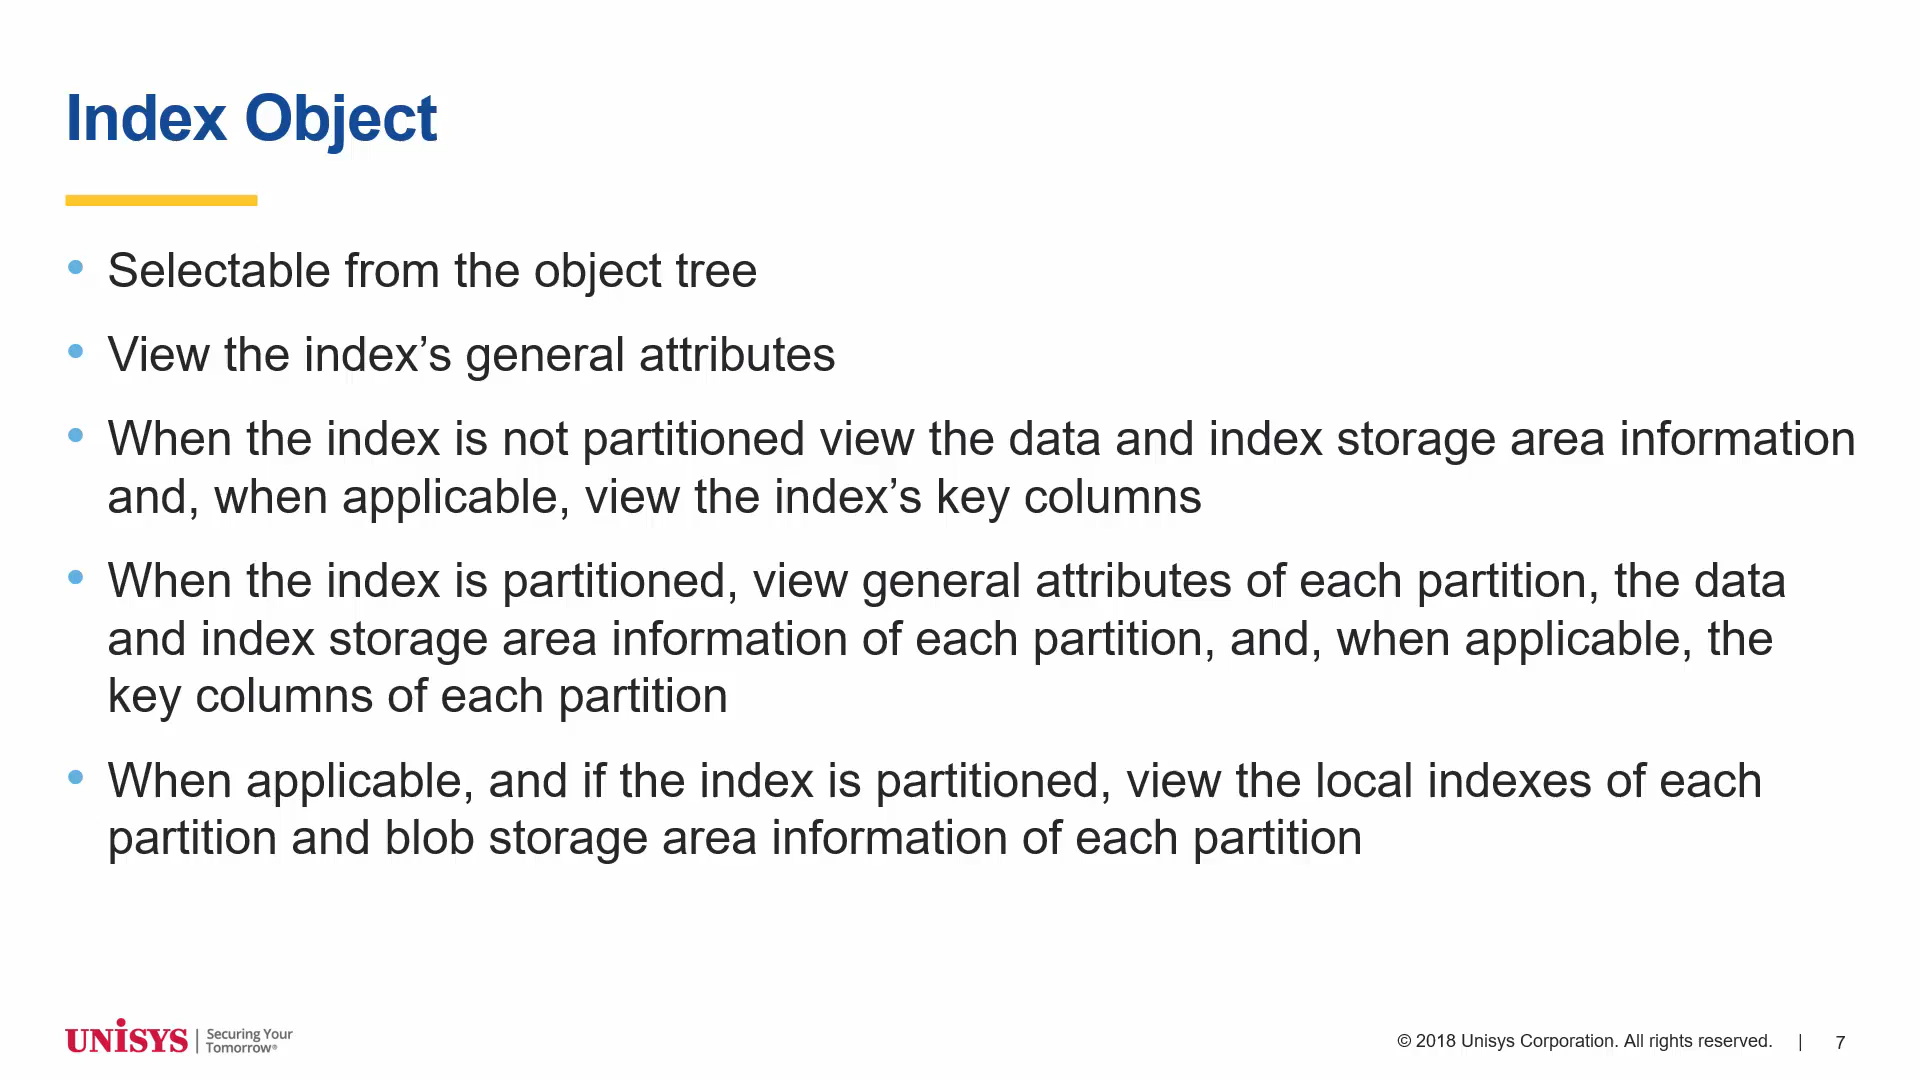 Index Object
• Selectable from the object tree
• View the index’s general attributes
• When the index is not partitioned view the data and index storage area information
and, when applicable, view the index’s key columns
• When the index is partitioned, view general attributes of each partition, the data
and index storage area information of each partition, and, when applicable, the
key columns of each partition
• When applicable, and if the index is partitioned, view the local indexes of each
partition and blob storage area information of each partition
UNiSYS | Securing Your
Tomorrow®
© 2018 Unisys Corporation. All rights reserved. | 7